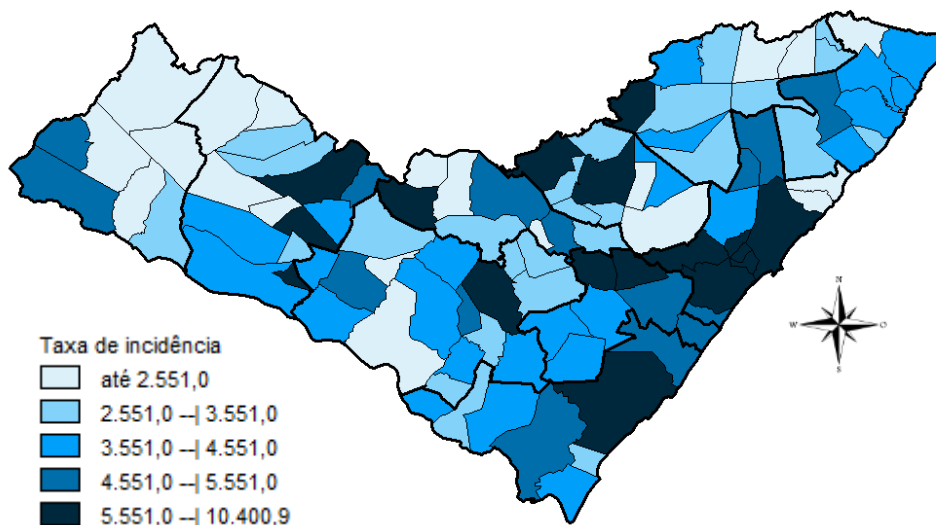 Taxa de incidência
até 2.551,0
2.551,0 --| 3.551,0
3.551,0 --| 4.551,0
4.551,0 --| 5.551,0
5.551,0 --| 10.400,9
N
W
O
S